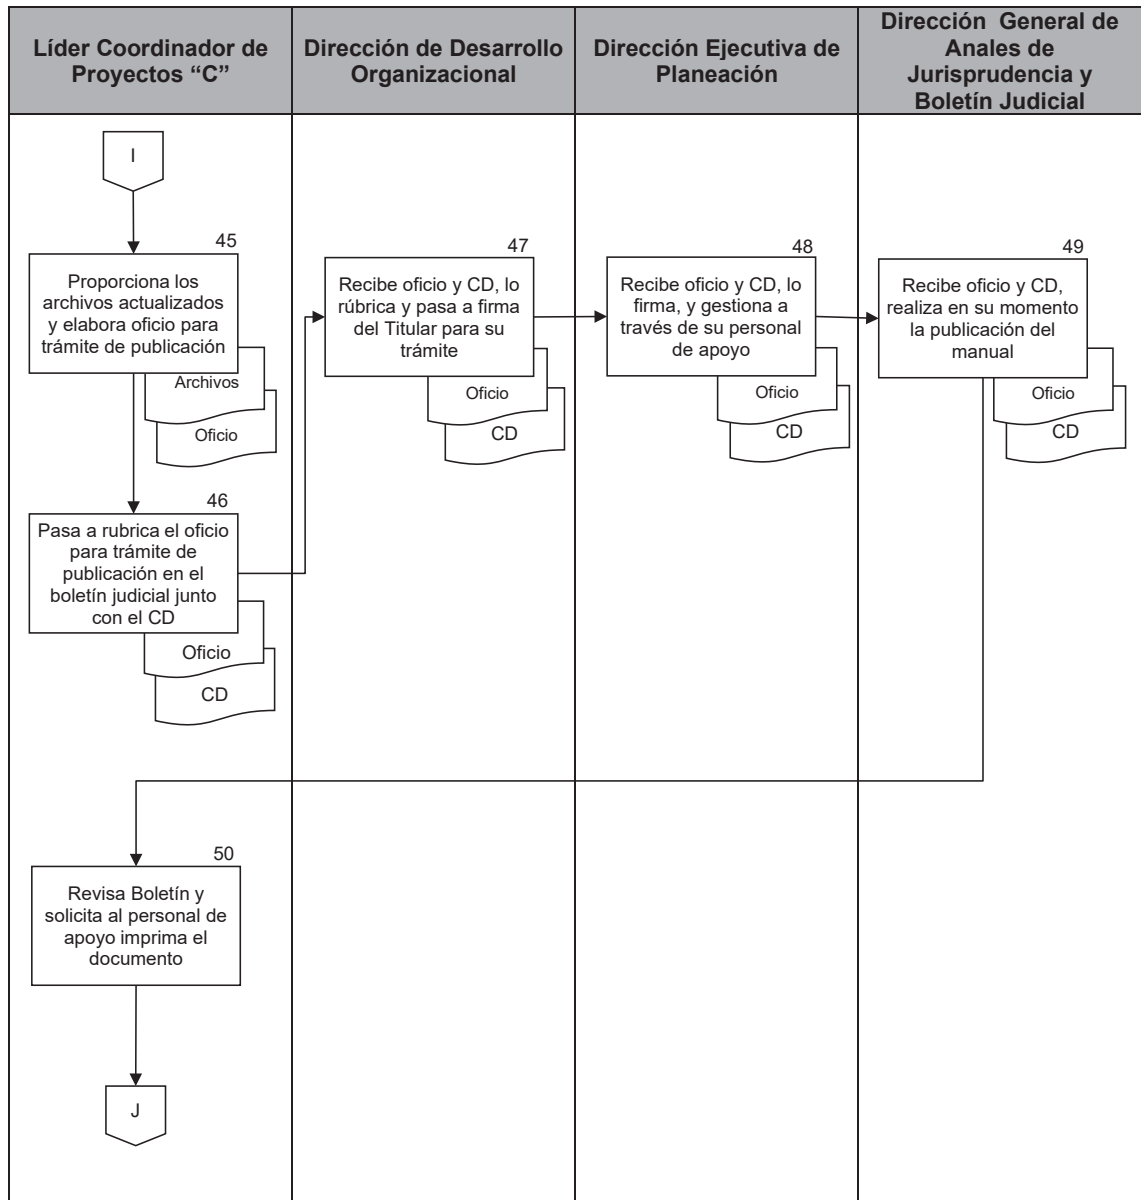 Líder Coordinador de
Proyectos “C”
Dirección de Desarrollo
Organizacional
Dirección Ejecutiva de
Planeación
Dirección General de
Anales de
Jurisprudencia y
Boletín Judicial
I
45
Proporciona los
archivos actualizados
y elabora oficio para
trámite de publicación
Archivos
Oficio
46
Pasa a rubrica el oficio
para trámite de
publicación en el
boletín judicial junto
con el CD
Oficio
CD
47
Recibe oficio y CD, lo
rúbrica y pasa a firma
del Titular para su
trámite
Oficio
CD
48
Recibe oficio y CD, lo
firma, y gestiona a
través de su personal
de apoyo
Oficio
CD
49
Recibe oficio y CD,
realiza en su momento
la publicación del
manual
Oficio
CD
50
Revisa Boletín y
solicita al personal de
apoyo imprima el
documento
J